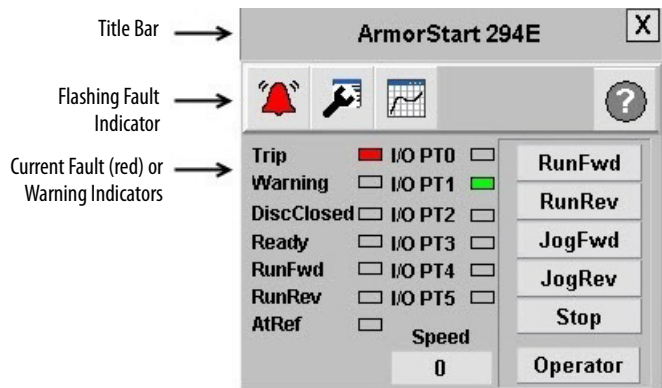 Title Bar
ArmorStart 294E
X
Flashing Fault
Indicator
?
Current Fault (red) or
Warning Indicators
Trip I/O PT0
Warning I/O PT1
DiscClosed I/O PT2
Ready I/O PT3
RunFwd I/O PT4
RunRev I/O PT5
AtRef
Speed
0
RunFwd
RunRev
JogFwd
JogRev
Stop
Operator